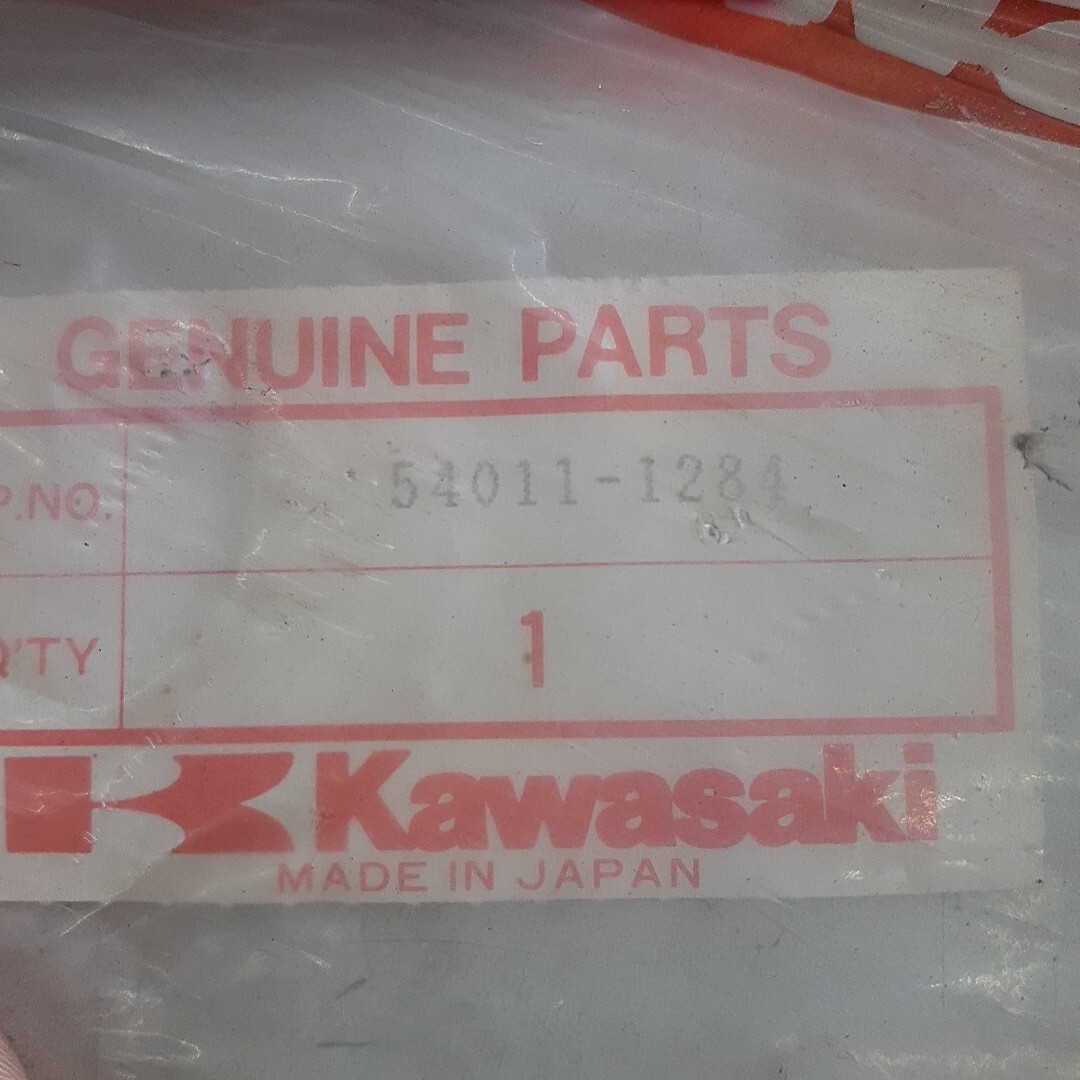 GENUINE PARTS
P.NO. 54011-1284
Q'TY 1
Kawasaki
MADE IN JAPAN